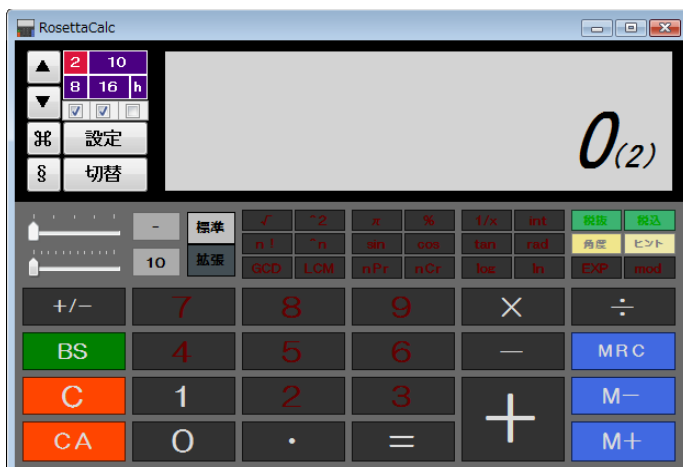 RosettaCalc
▲ 2 10
▼ 8 16 h
⌘ 設定
§ 切替
0(2)
- 標準 √ ^2 π % 1/x int 税抜 税込
n! ^n sin cos tan rad 角度 ヒント
10 拡張 GCD LCM nPr nCr log ln EXP mod
+/- 7 8 9 × ÷
BS 4 5 6 - MRC
C 1 2 3 + M-
CA 0 · = M+